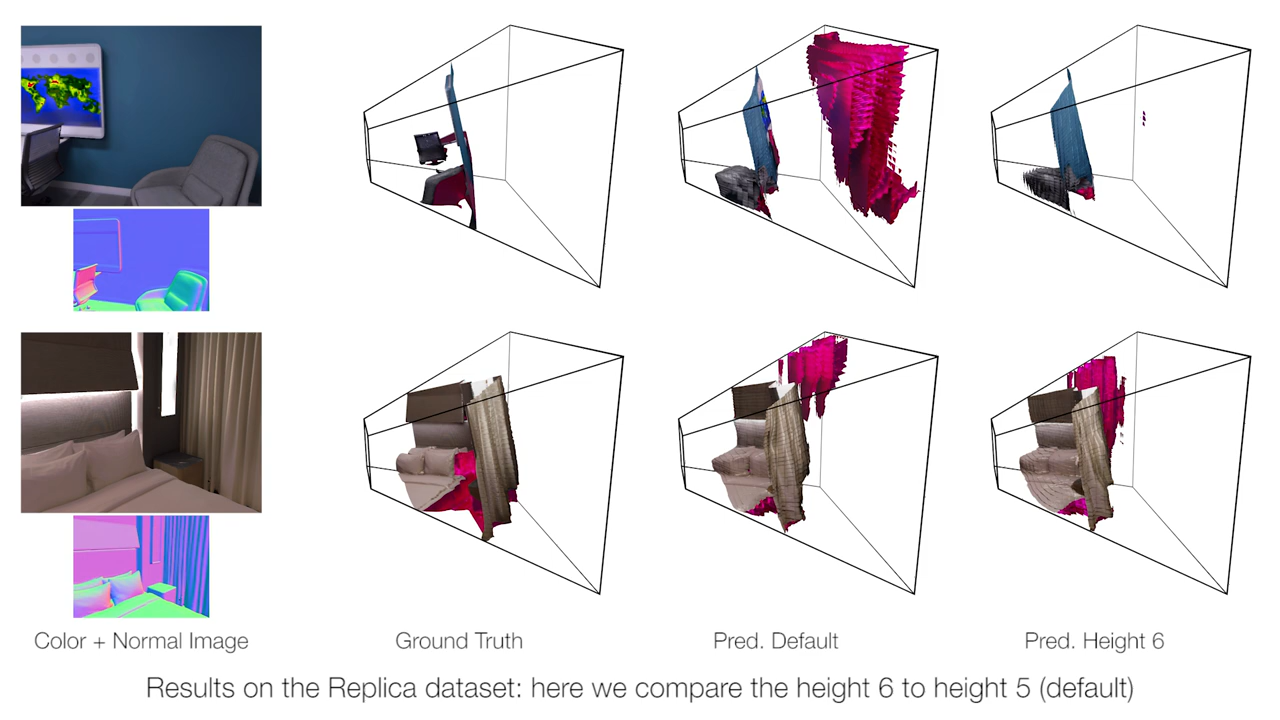 Color + Normal Image
Ground Truth
Pred. Default
Pred. Height 6
Results on the Replica dataset: here we compare the height 6 to height 5 (default)